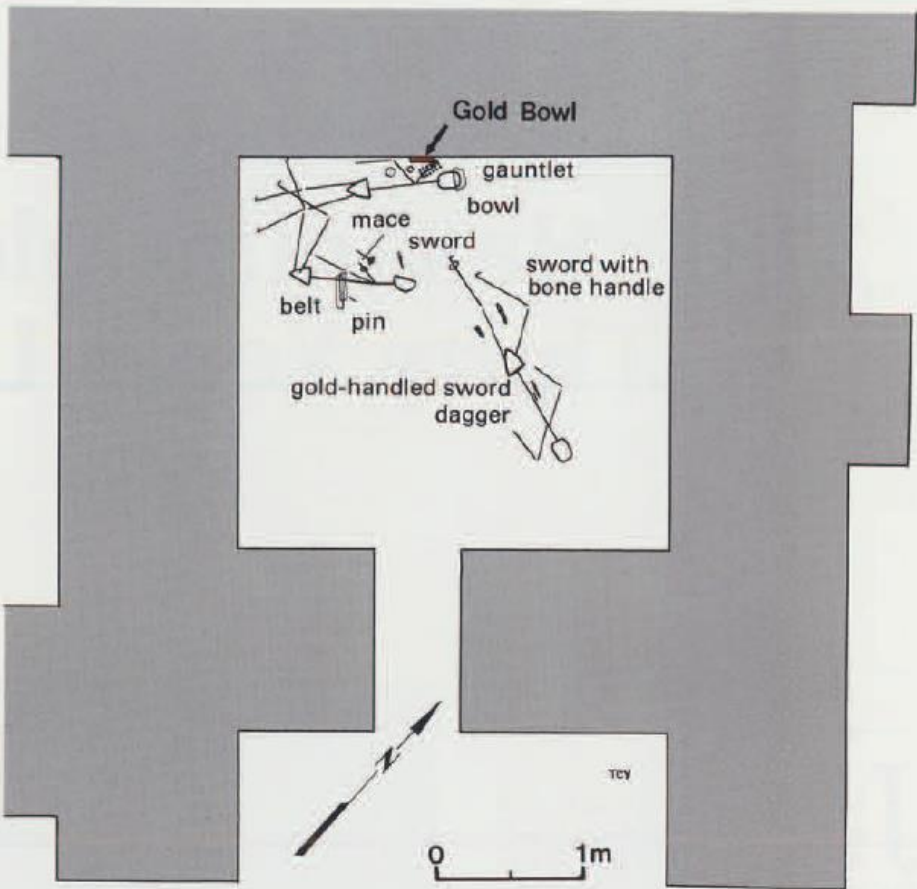 Gold Bowl
gauntlet
bowl
mace
sword
sword with
bone handle
belt
pin
gold-handled sword
dagger
N
TCY
0 1m